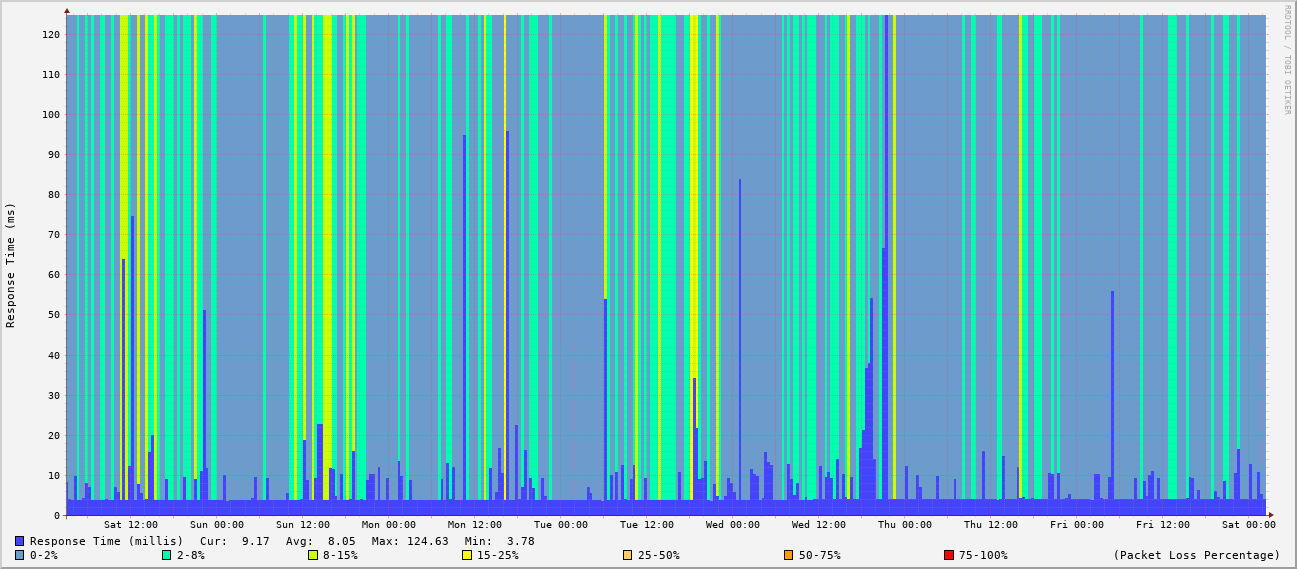 RRDTOOL / TOBI OETIKER
Response Time (ms)
120
110
100
90
80
70
60
50
40
30
20
10
0
Sat 12:00 Sun 00:00 Sun 12:00 Mon 00:00 Mon 12:00 Tue 00:00 Tue 12:00 Wed 00:00 Wed 12:00 Thu 00:00 Thu 12:00 Fri 00:00 Fri 12:00 Sat 00:00
Response Time (millis) Cur: 9.17 Avg: 8.05 Max: 124.63 Min: 3.78
0-2% 2-8% 8-15% 15-25% 25-50% 50-75% 75-100% (Packet Loss Percentage)